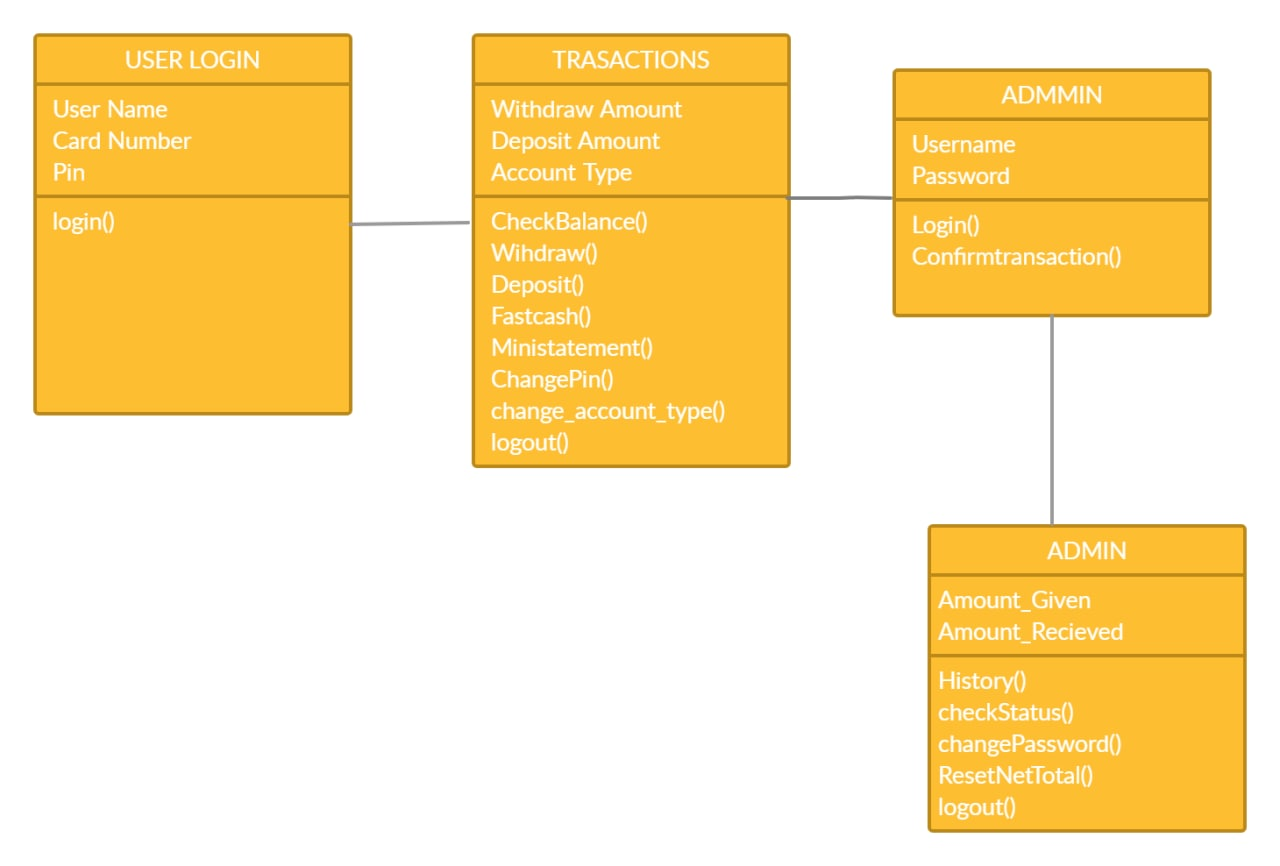 USER LOGIN
User Name
Card Number
Pin
login()
TRASACTIONS
Withdraw Amount
Deposit Amount
Account Type
CheckBalance()
Wihdraw()
Deposit()
Fastcash()
Ministatement()
ChangePin()
change_account_type()
logout()
ADMMIN
Username
Password
Login()
Confirmtransaction()
ADMIN
Amount_Given
Amount_Recieved
History()
checkStatus()
changePassword()
ResetNetTotal()
logout()